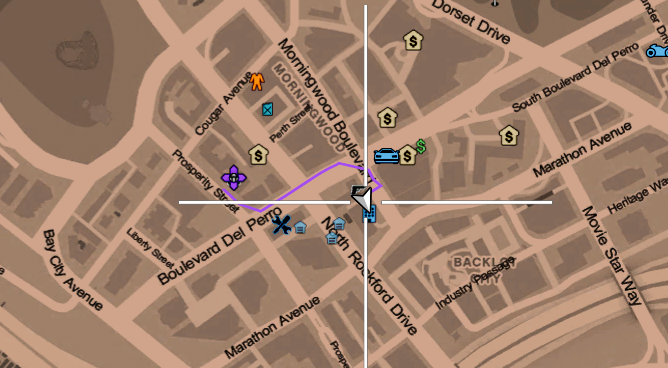 Dorset Drive
South Boulevard Del Perro
Morningwood Boulev
MORNINGWOOD
Cougar Avenue
Perth Street
Marathon Avenue
Prosperity Street
Heritage Way
Boulevard Del Perro
Liberty Street
North Rockford Drive
Bay City Avenue
BACKLOT
CITY
Industry Passage
Movie Star Way
Marathon Avenue
Prospe
$
$
$
$
$
$